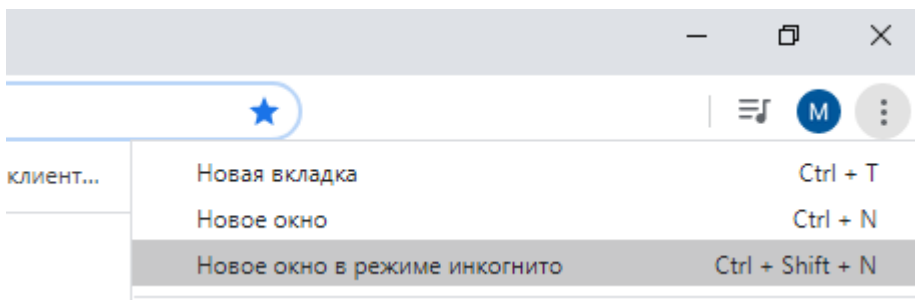 M
клиент...
Новая вкладка Ctrl + T
Новое окно Ctrl + N
Новое окно в режиме инкогнито Ctrl + Shift + N